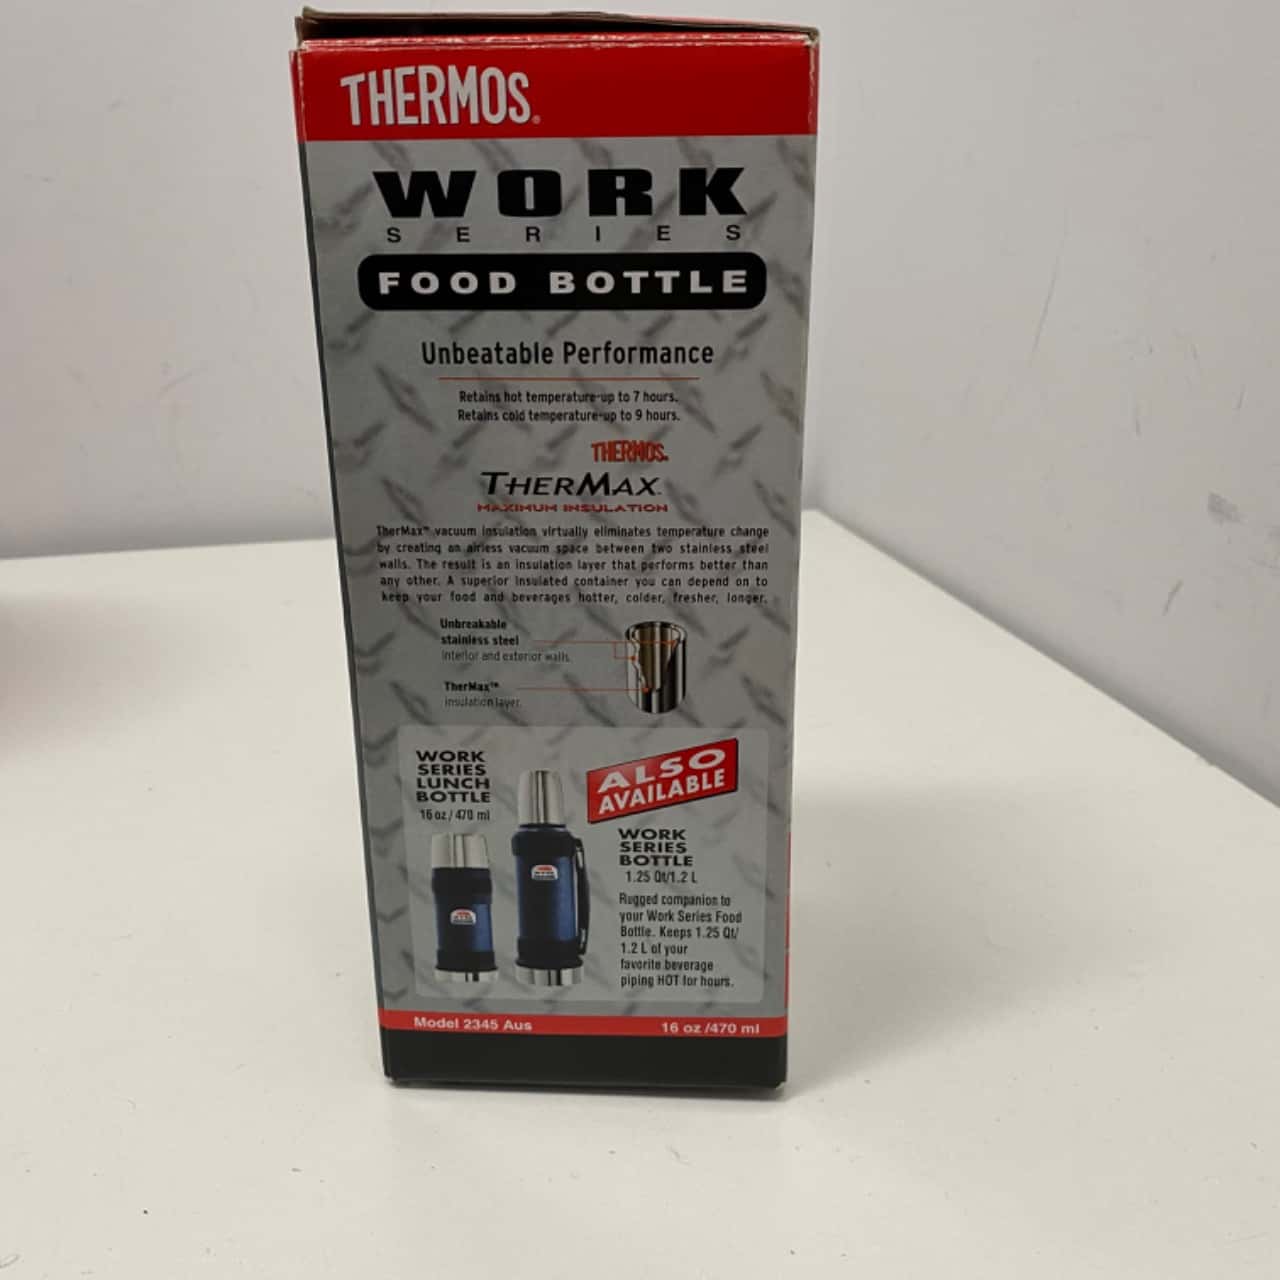 THERMOS®
WORK
SERIES
FOOD BOTTLE
Unbeatable Performance
Retains hot temperature-up to 7 hours.
Retains cold temperature-up to 9 hours.
THERMOS.
THERMAX™
MAXIMUM INSULATION
TherMax™ vacuum insulation virtually eliminates temperature change
by creating an airless vacuum space between two stainless steel
walls. The result is an insulation layer that performs better than
any other. A superior insulated container you can depend on to
keep your food and beverages hotter, colder, fresher, longer.
Unbreakable
stainless steel
interior and exterior walls.
TherMax™
insulation layer.
WORK
SERIES
LUNCH
BOTTLE
16 oz / 470 ml
ALSO
AVAILABLE
WORK
SERIES
BOTTLE
1.25 Qt/1.2 L
Rugged companion to
your Work Series Food
Bottle. Keeps 1.25 Qt/
1.2 L of your
favorite beverage
piping HOT for hours.
Model 2345 Aus
16 oz /470 ml